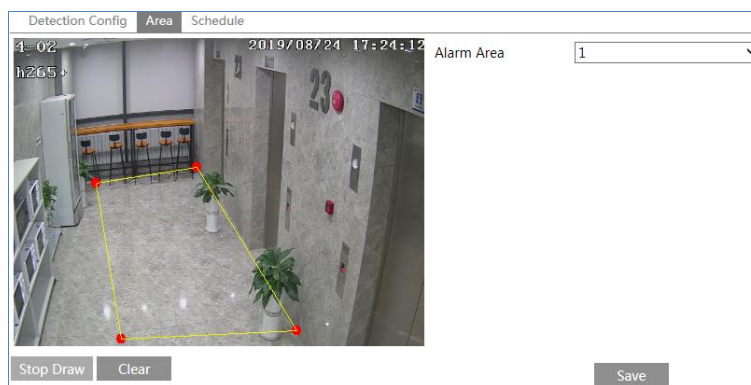 Detection Config Area Schedule
4-02 2019/08/24 17:24:12
h265+
23
23
Alarm Area 1
Stop Draw Clear
Save